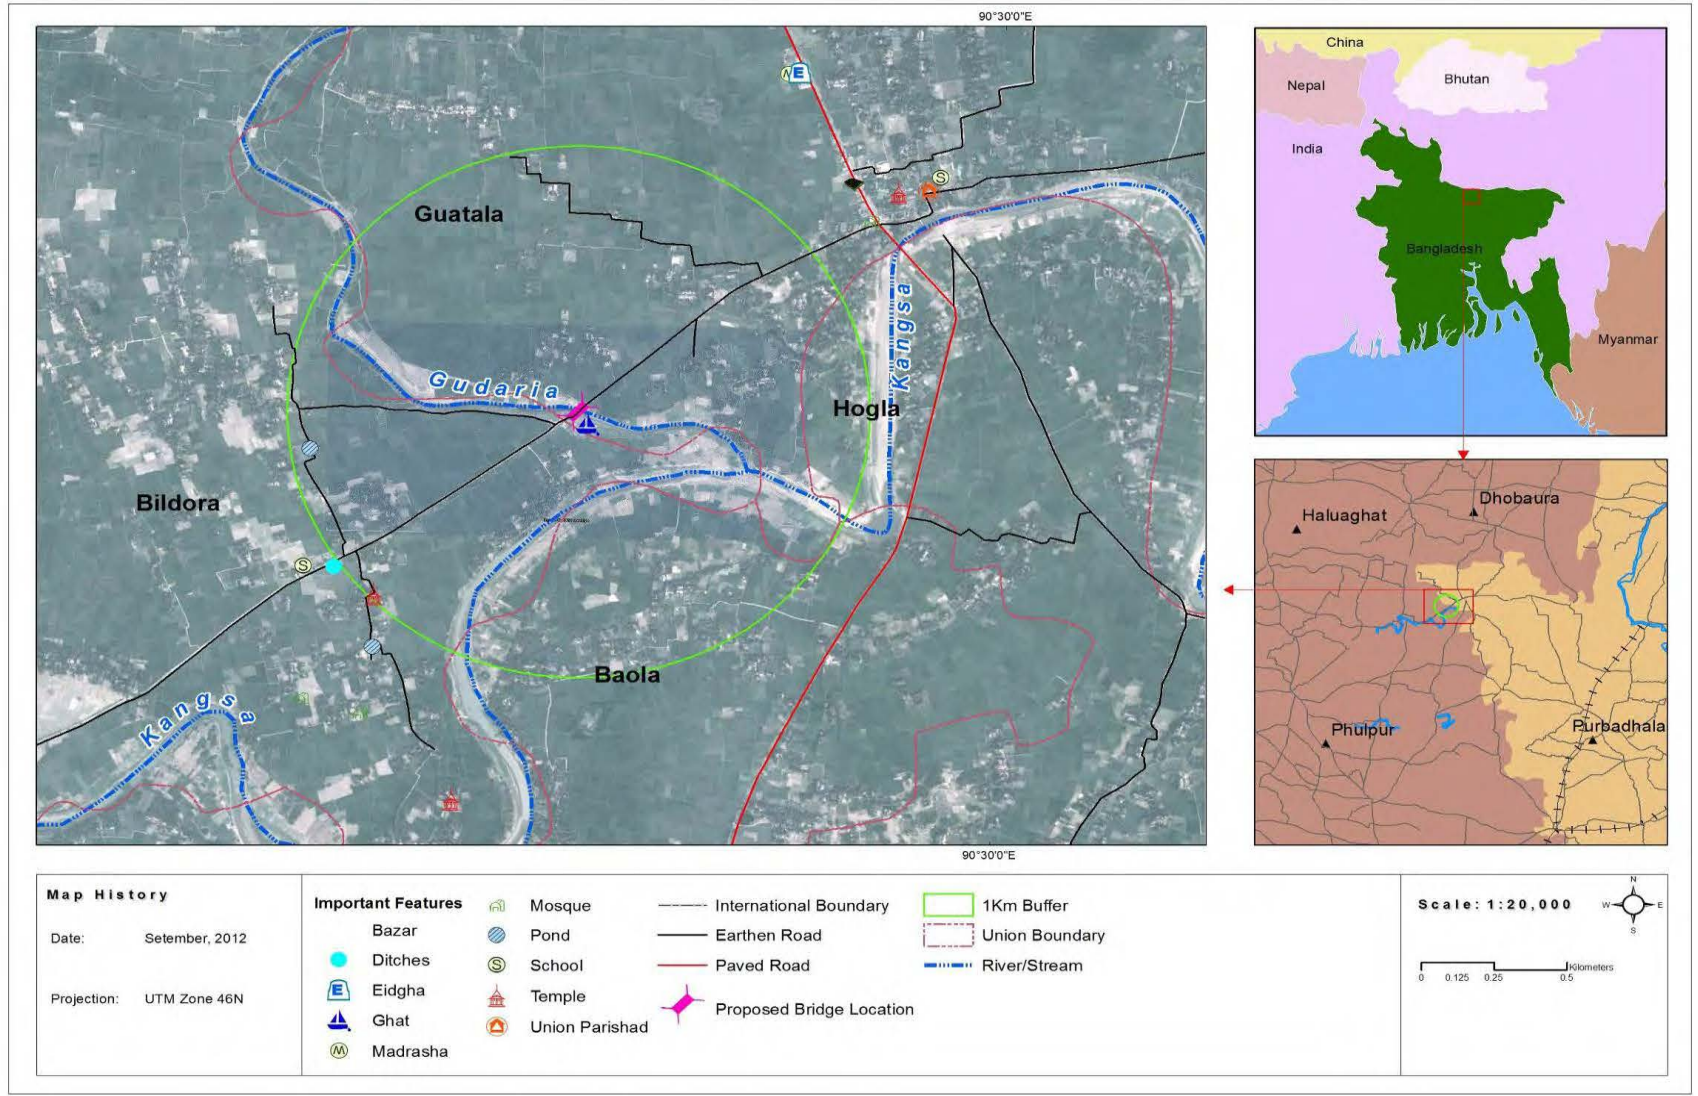 90°30'0"E
E
S
Guatala
Gudaria
Kangsa
Hogla
Bildora
S
Baola
Kangsa
90°30'0"E
China
Nepal
Bhutan
India
Bangladesh
Myanmar
Dhobaura
Haluaghat
Phulpur
Purbadhala
Map History
Date: Setember, 2012
Projection: UTM Zone 46N
Important Features
Bazar
Ditches
E Eidgha
Ghat
M Madrasha
Mosque
Pond
S School
Temple
Union Parishad
International Boundary
Earthen Road
Paved Road
Proposed Bridge Location
1Km Buffer
Union Boundary
River/Stream
Scale: 1:20,000
N
W E
S
Kilometers
0 0.125 0.25 0.5